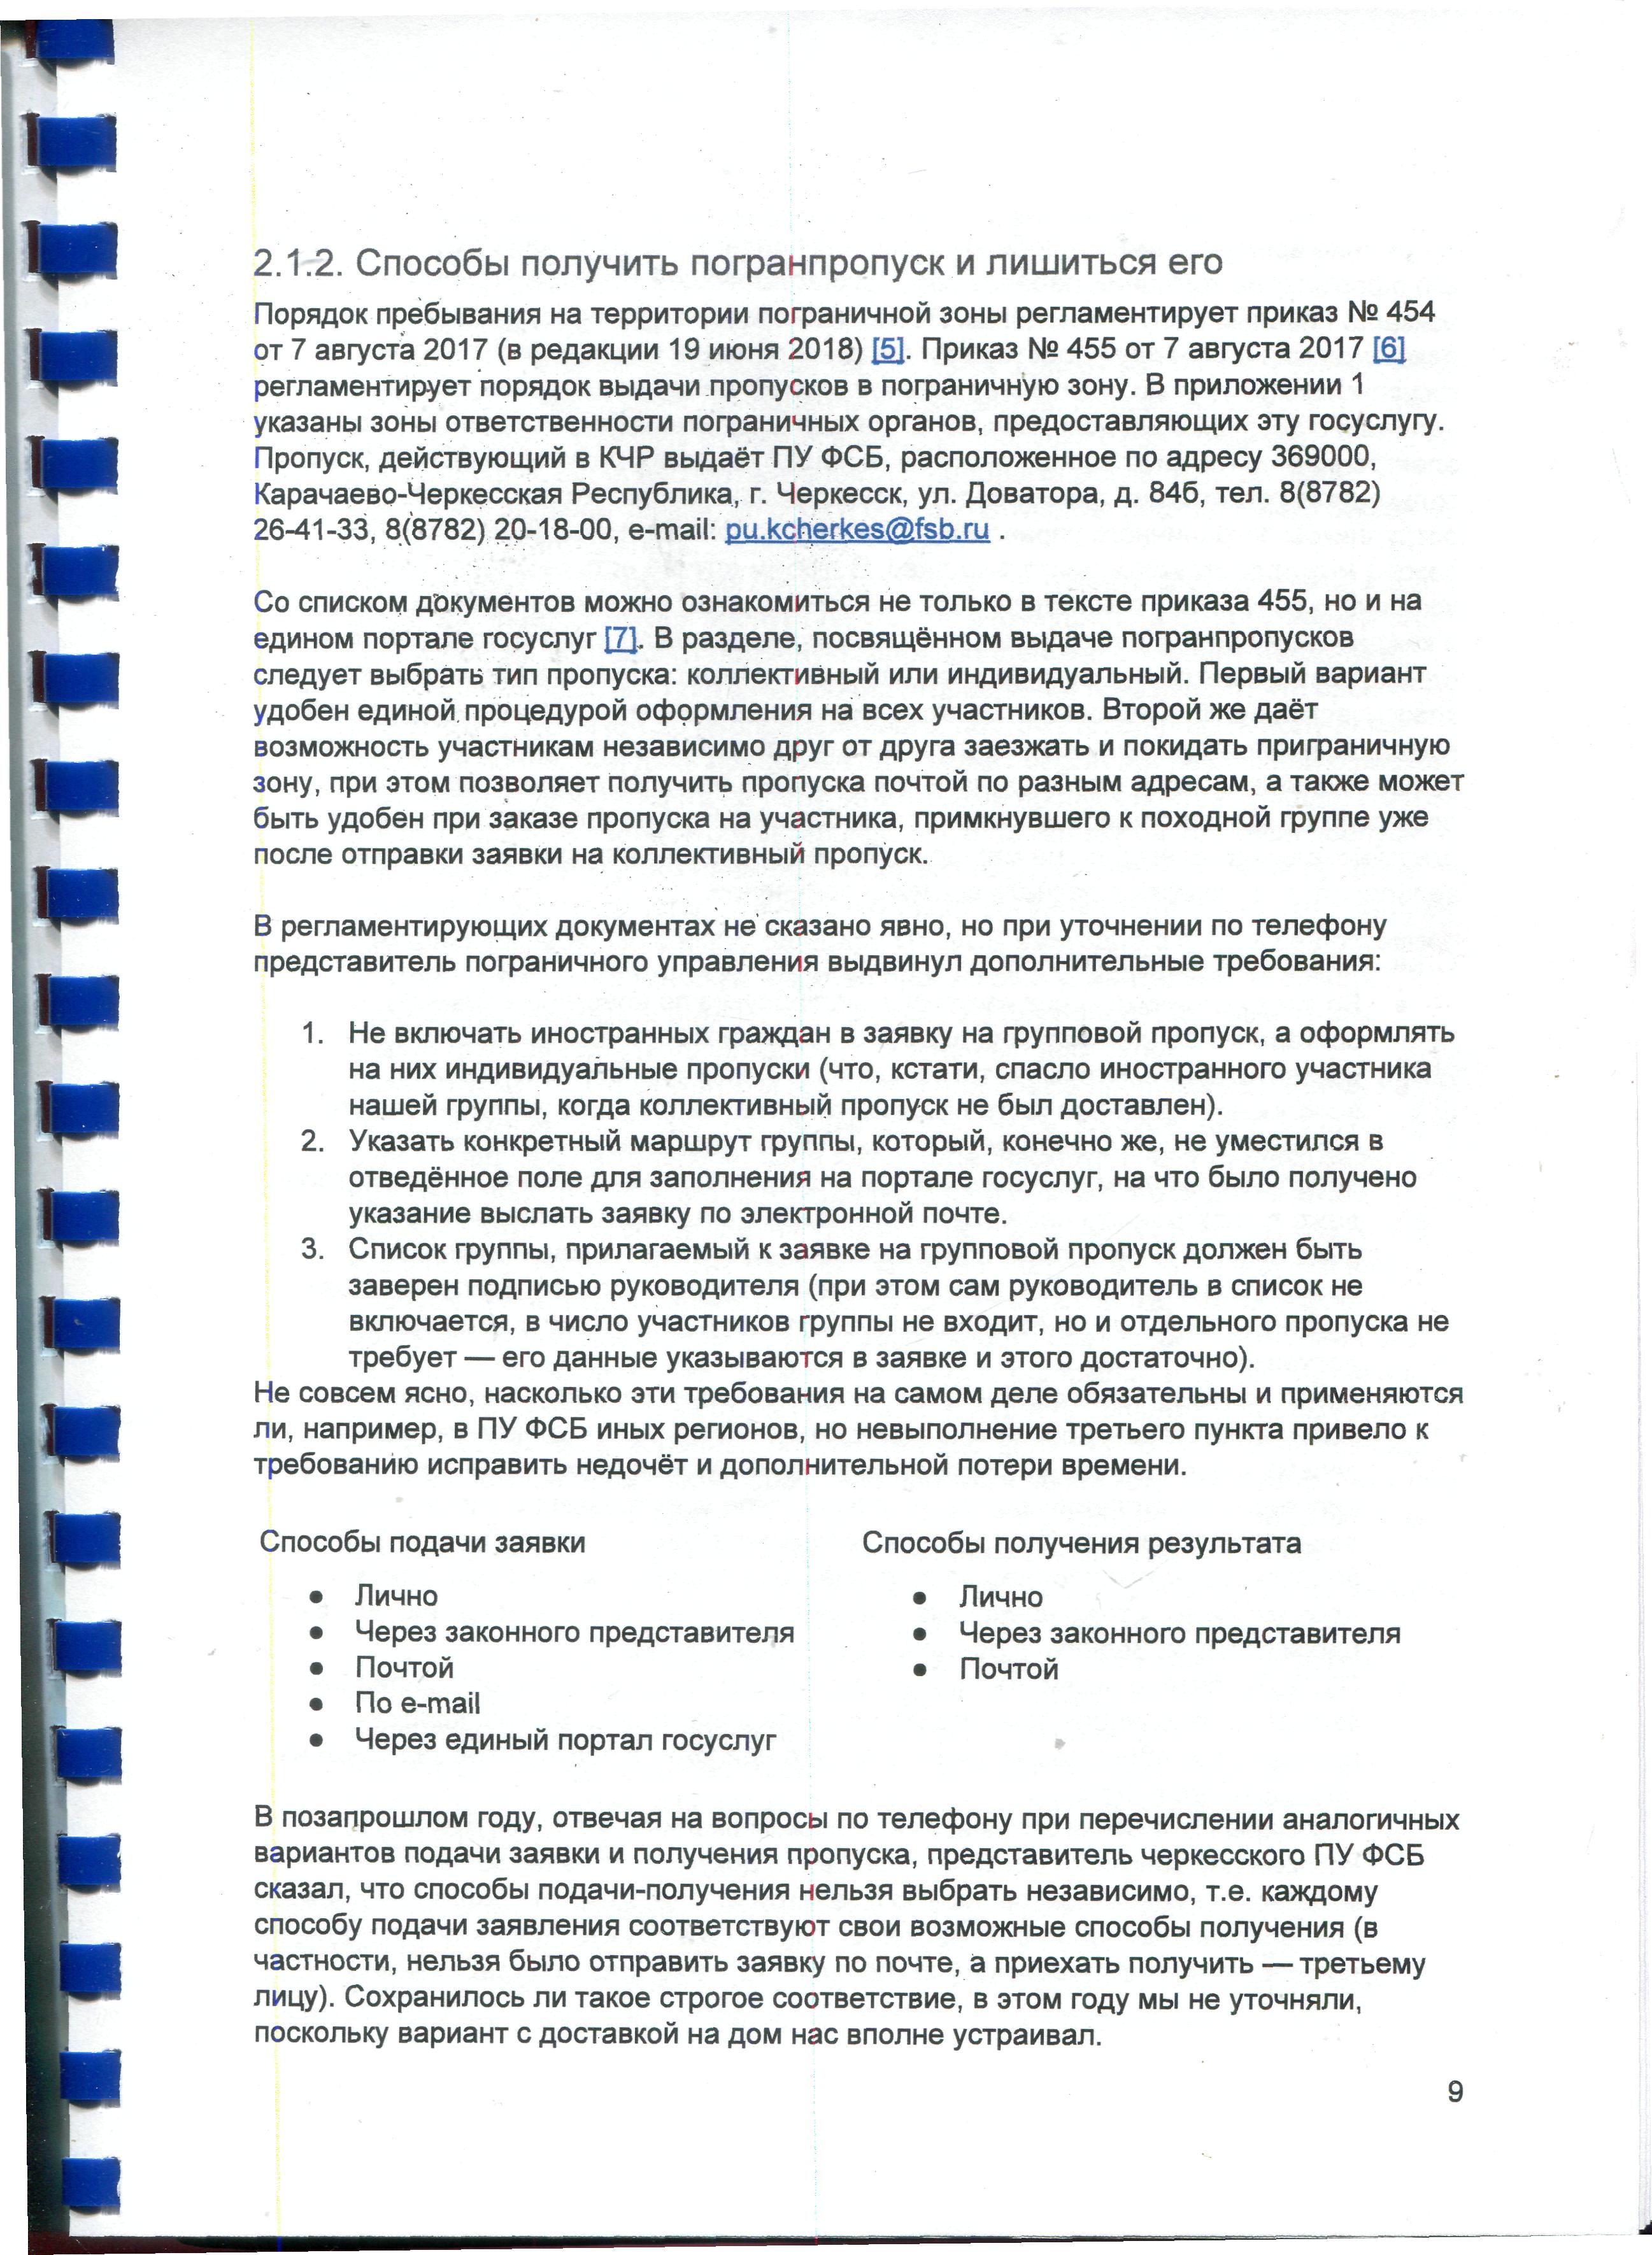 2.1.2. Способы получить погранпропуск и лишиться его
Порядок пребывания на территории пограничной зоны регламентирует приказ № 454
от 7 августа 2017 (в редакции 19 июня 2018) [5]. Приказ № 455 от 7 августа 2017 [6]
регламентирует порядок выдачи пропусков в пограничную зону. В приложении 1
указаны зоны ответственности пограничных органов, предоставляющих эту госуслугу.
Пропуск, действующий в КЧР выдаёт ПУ ФСБ, расположенное по адресу 369000,
Карачаево-Черкесская Республика, г. Черкесск, ул. Доватора, д. 84б, тел. 8(8782)
26-41-33, 8(8782) 20-18-00, e-mail: pu.kcherkes@fsb.ru .
Со списком документов можно ознакомиться не только в тексте приказа 455, но и на
едином портале госуслуг [7]. В разделе, посвящённом выдаче погранпропусков
следует выбрать тип пропуска: коллективный или индивидуальный. Первый вариант
удобен единой процедурой оформления на всех участников. Второй же даёт
возможность участникам независимо друг от друга заезжать и покидать приграничную
зону, при этом позволяет получить пропуска почтой по разным адресам, а также может
быть удобен при заказе пропуска на участника, примкнувшего к походной группе уже
после отправки заявки на коллективный пропуск.
В регламентирующих документах не сказано явно, но при уточнении по телефону
представитель пограничного управления выдвинул дополнительные требования:
1. Не включать иностранных граждан в заявку на групповой пропуск, а оформлять
на них индивидуальные пропуски (что, кстати, спасло иностранного участника
нашей группы, когда коллективный пропуск не был доставлен).
2. Указать конкретный маршрут группы, который, конечно же, не уместился в
отведённое поле для заполнения на портале госуслуг, на что было получено
указание выслать заявку по электронной почте.
3. Список группы, прилагаемый к заявке на групповой пропуск должен быть
заверен подписью руководителя (при этом сам руководитель в список не
включается, в число участников группы не входит, но и отдельного пропуска не
требует — его данные указываются в заявке и этого достаточно).
Не совсем ясно, насколько эти требования на самом деле обязательны и применяются
ли, например, в ПУ ФСБ иных регионов, но невыполнение третьего пункта привело к
требованию исправить недочёт и дополнительной потери времени.
Способы подачи заявки
● Лично
● Через законного представителя
● Почтой
● По e-mail
● Через единый портал госуслуг
Способы получения результата
● Лично
● Через законного представителя
● Почтой
В позапрошлом году, отвечая на вопросы по телефону при перечислении аналогичных
вариантов подачи заявки и получения пропуска, представитель черкесского ПУ ФСБ
сказал, что способы подачи-получения нельзя выбрать независимо, т.е. каждому
способу подачи заявления соответствуют свои возможные способы получения (в
частности, нельзя было отправить заявку по почте, а приехать получить — третьему
лицу). Сохранилось ли такое строгое соответствие, в этом году мы не уточняли,
поскольку вариант с доставкой на дом нас вполне устраивал.
9